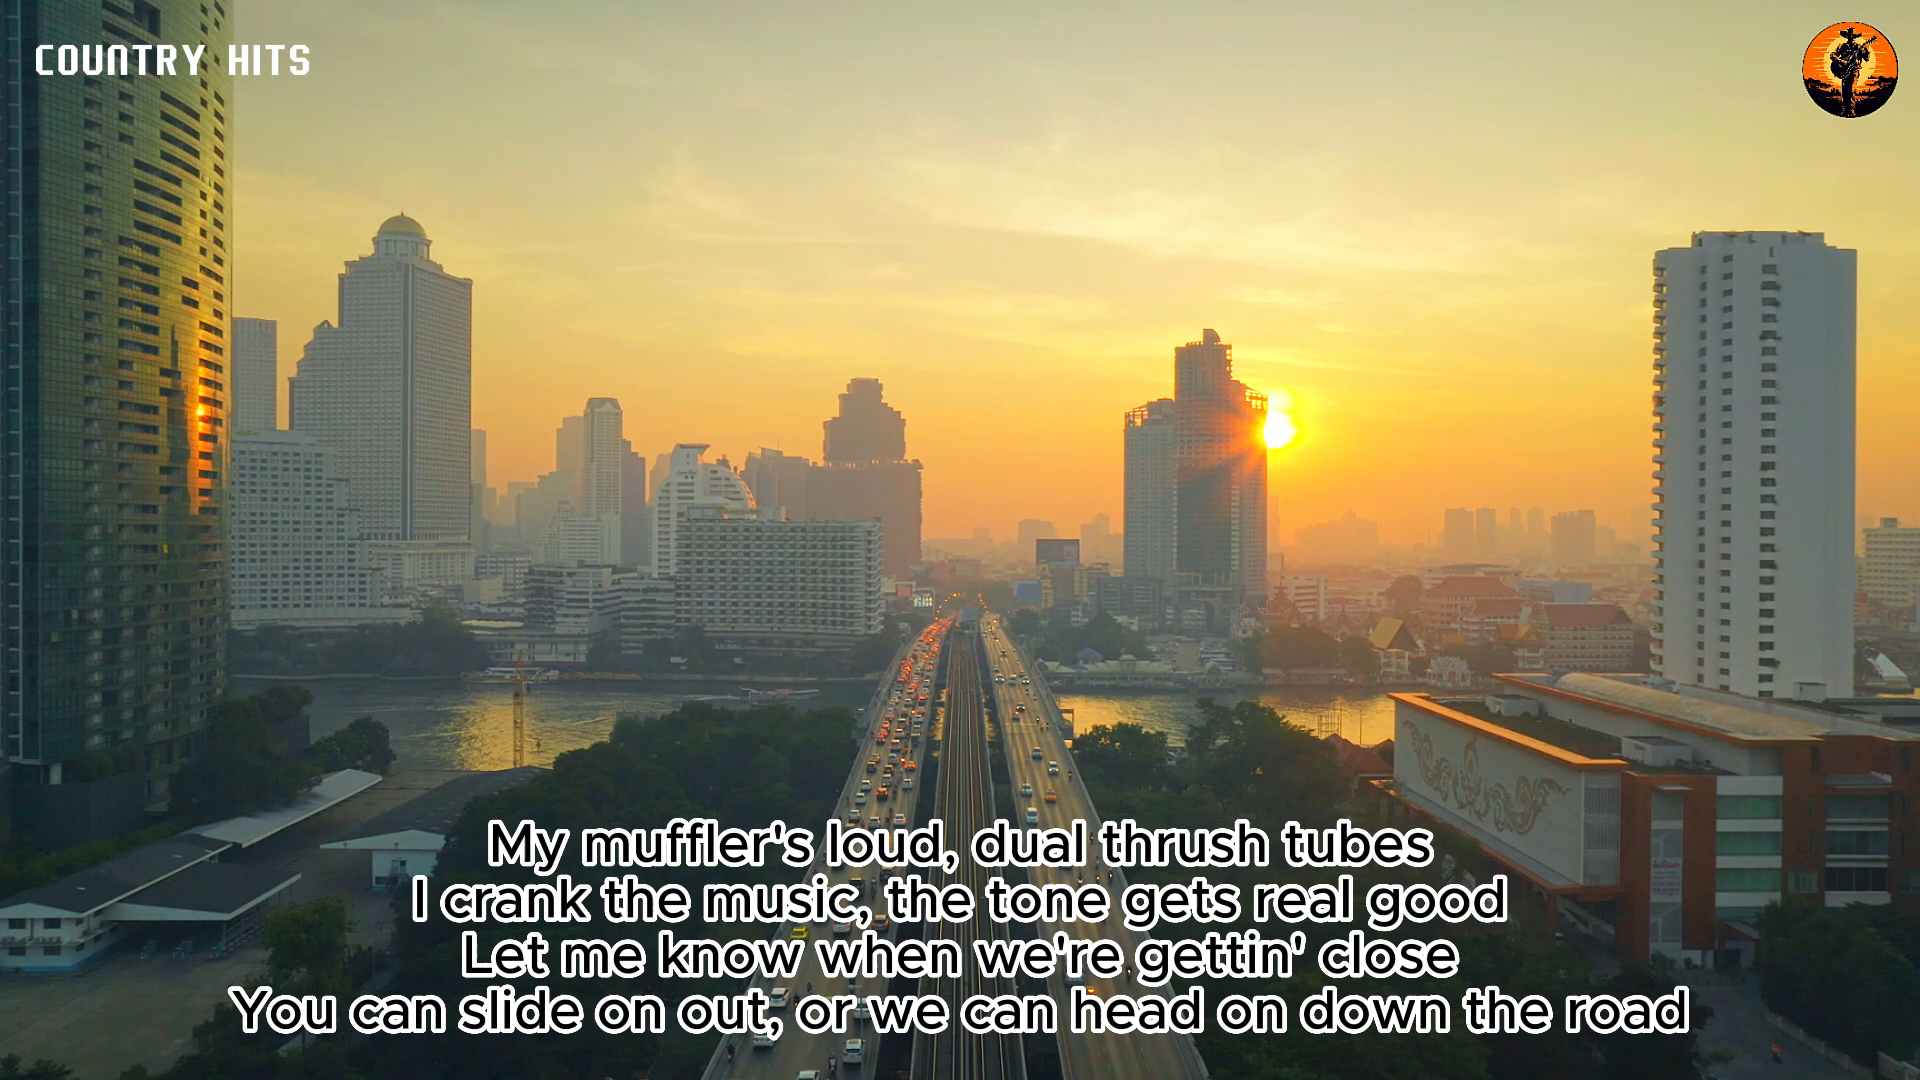 COUNTRY HITS
My muffler's loud, dual thrush tubes
I crank the music, the tone gets real good
Let me know when we're gettin' close
You can slide on out, or we can head on down the road